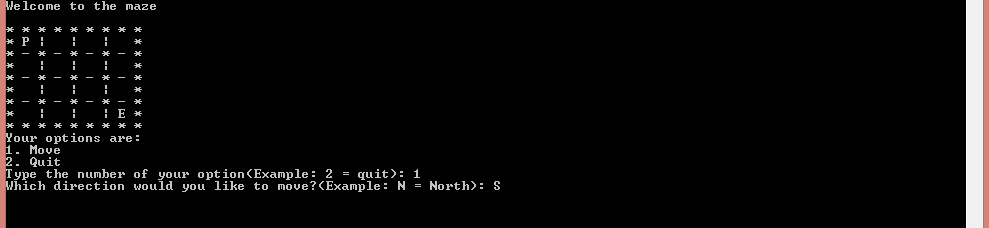 Welcome to the maze
* * * * * * * * *
* P ¦   ¦   ¦   *
* - * - * - * - *
*   ¦   ¦   ¦   *
* - * - * - * - *
*   ¦   ¦   ¦   *
* - * - * - * - *
*   ¦   ¦   ¦ E *
* * * * * * * * *
Your options are:
1. Move
2. Quit
Type the number of your option(Example: 2 = quit): 1
Which direction would you like to move?(Example: N = North): S